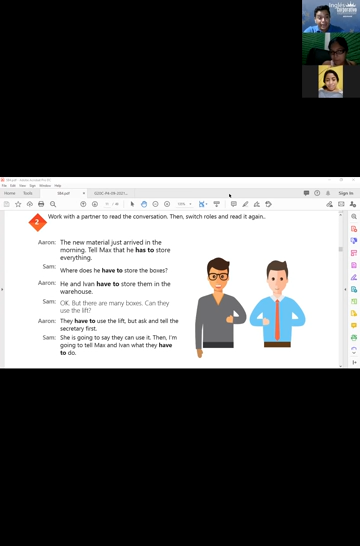 Inglés
Corporativo
Home Tools SB4.pdf
Sign In
2 Work with a partner to read the conversation. Then, switch roles and read it again.
Aaron: The new material just arrived in the
morning. Tell Max that he has to store
everything.
Sam: Where does he have to store the boxes?
Aaron: He and Ivan have to store them in the
warehouse.
Sam: OK. But there are many boxes. Can they
use the lift?
Aaron: They have to use the lift, but ask and tell the
secretary first.
Sam: She is going to say they can use it. Then, I'm
going to tell Max and Ivan what they have
to do.